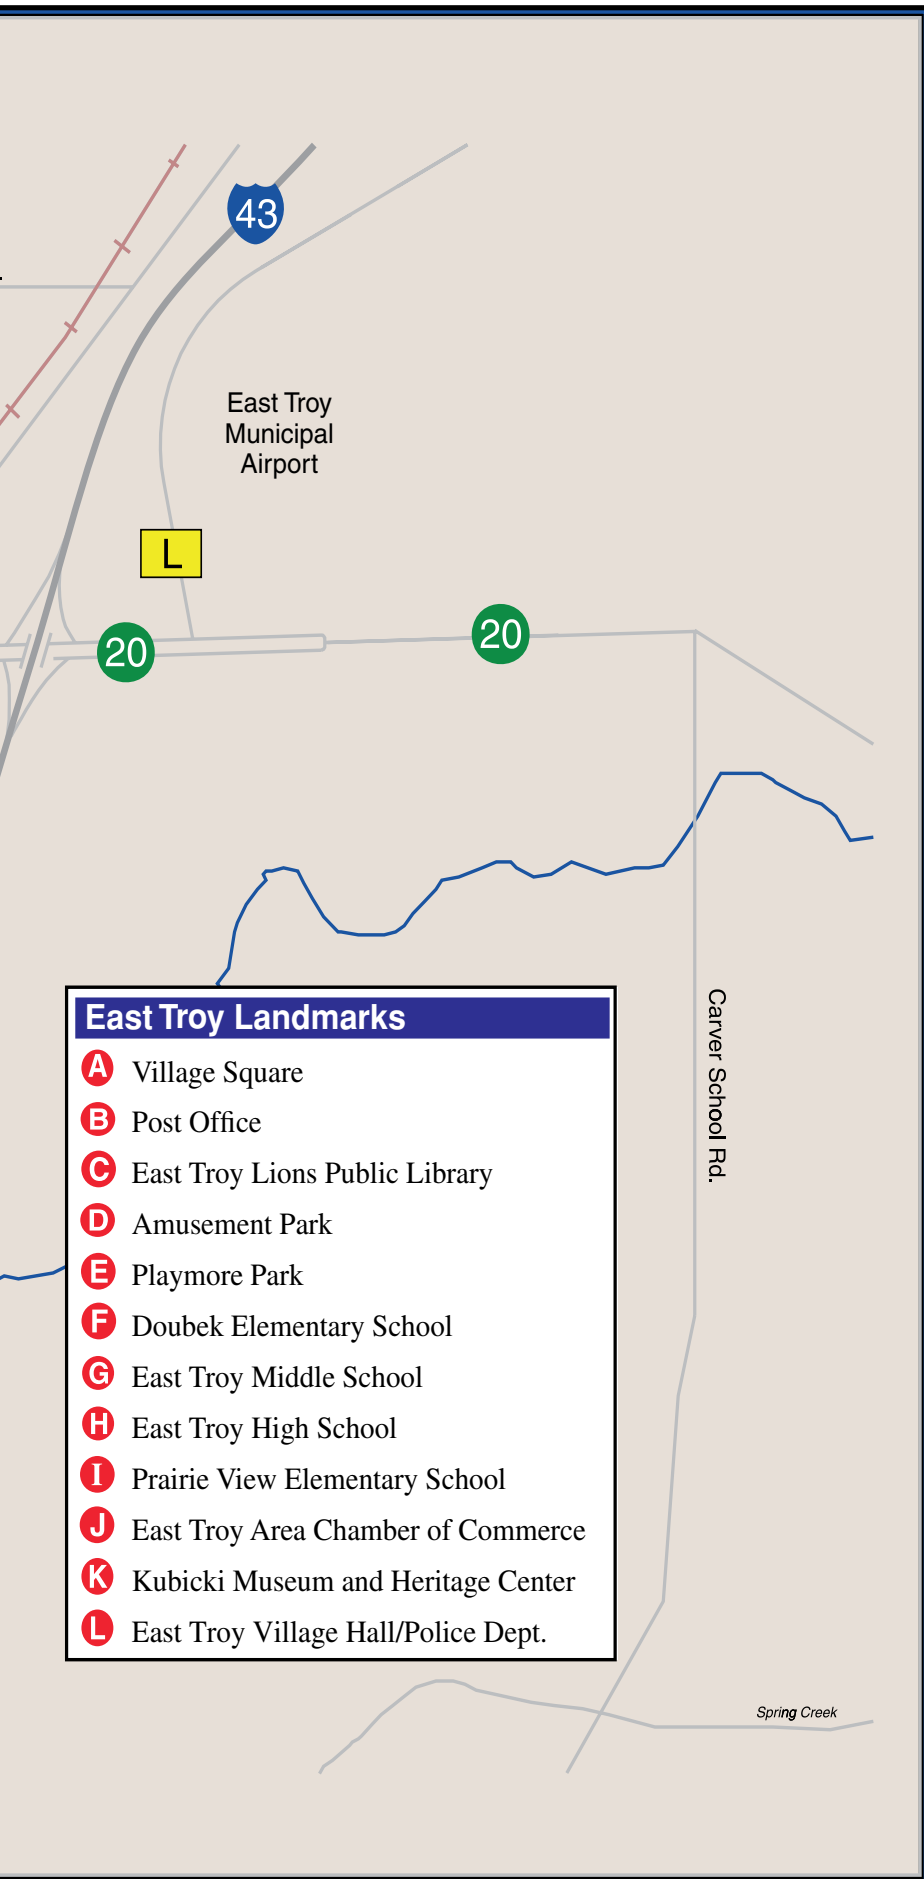 43
East Troy
Municipal
Airport
L
20
20
East Troy Landmarks
A Village Square
B Post Office
C East Troy Lions Public Library
D Amusement Park
E Playmore Park
F Doubek Elementary School
G East Troy Middle School
H East Troy High School
I Prairie View Elementary School
J East Troy Area Chamber of Commerce
K Kubicki Museum and Heritage Center
L East Troy Village Hall/Police Dept.
Carver School Rd.
Spring Creek